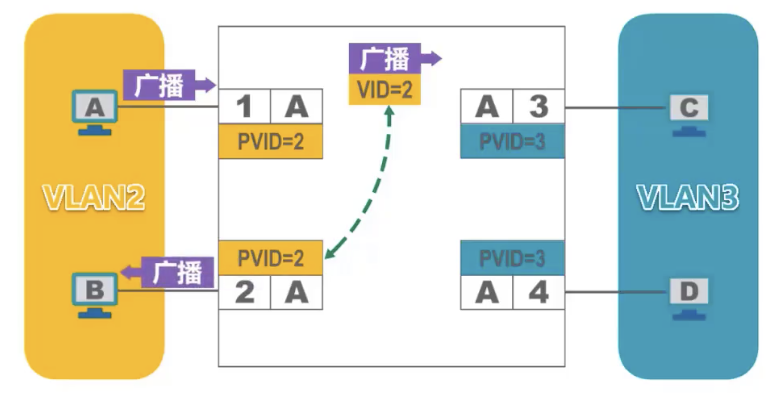 广播
广播
VID=2
A
1 A
PVID=2
A 3
PVID=3
C
VLAN2
VLAN3
PVID=2
PVID=3
广播
B
2 A
A 4
D